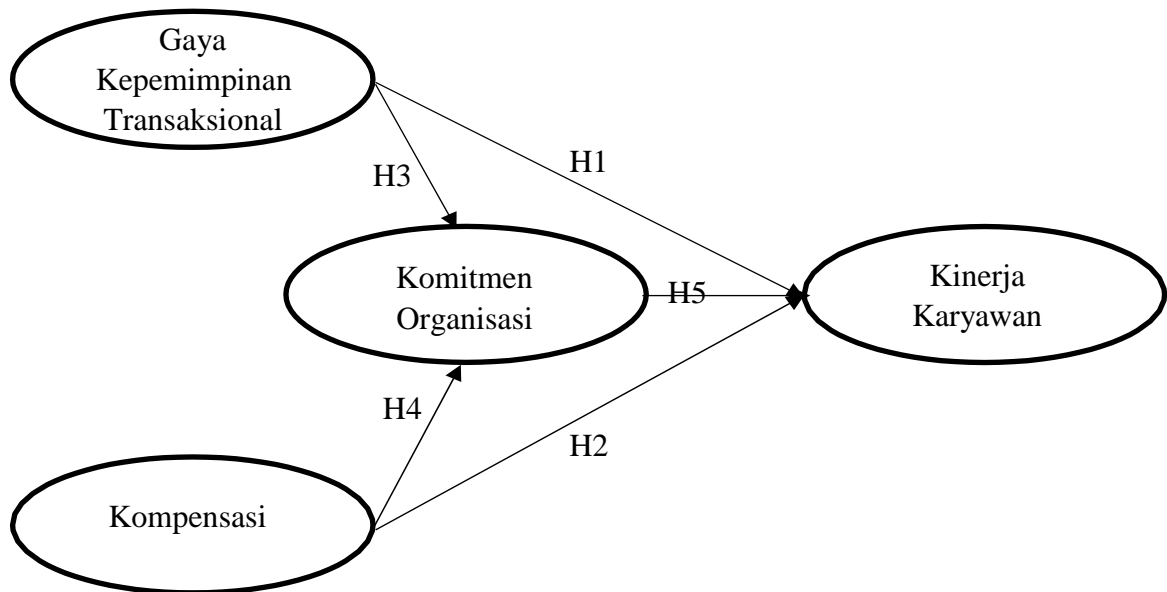 Gaya
Kepemimpinan
Transaksional
H1
H3
Komitmen
Organisasi
H5
Kinerja
Karyawan
H4
H2
Kompensasi